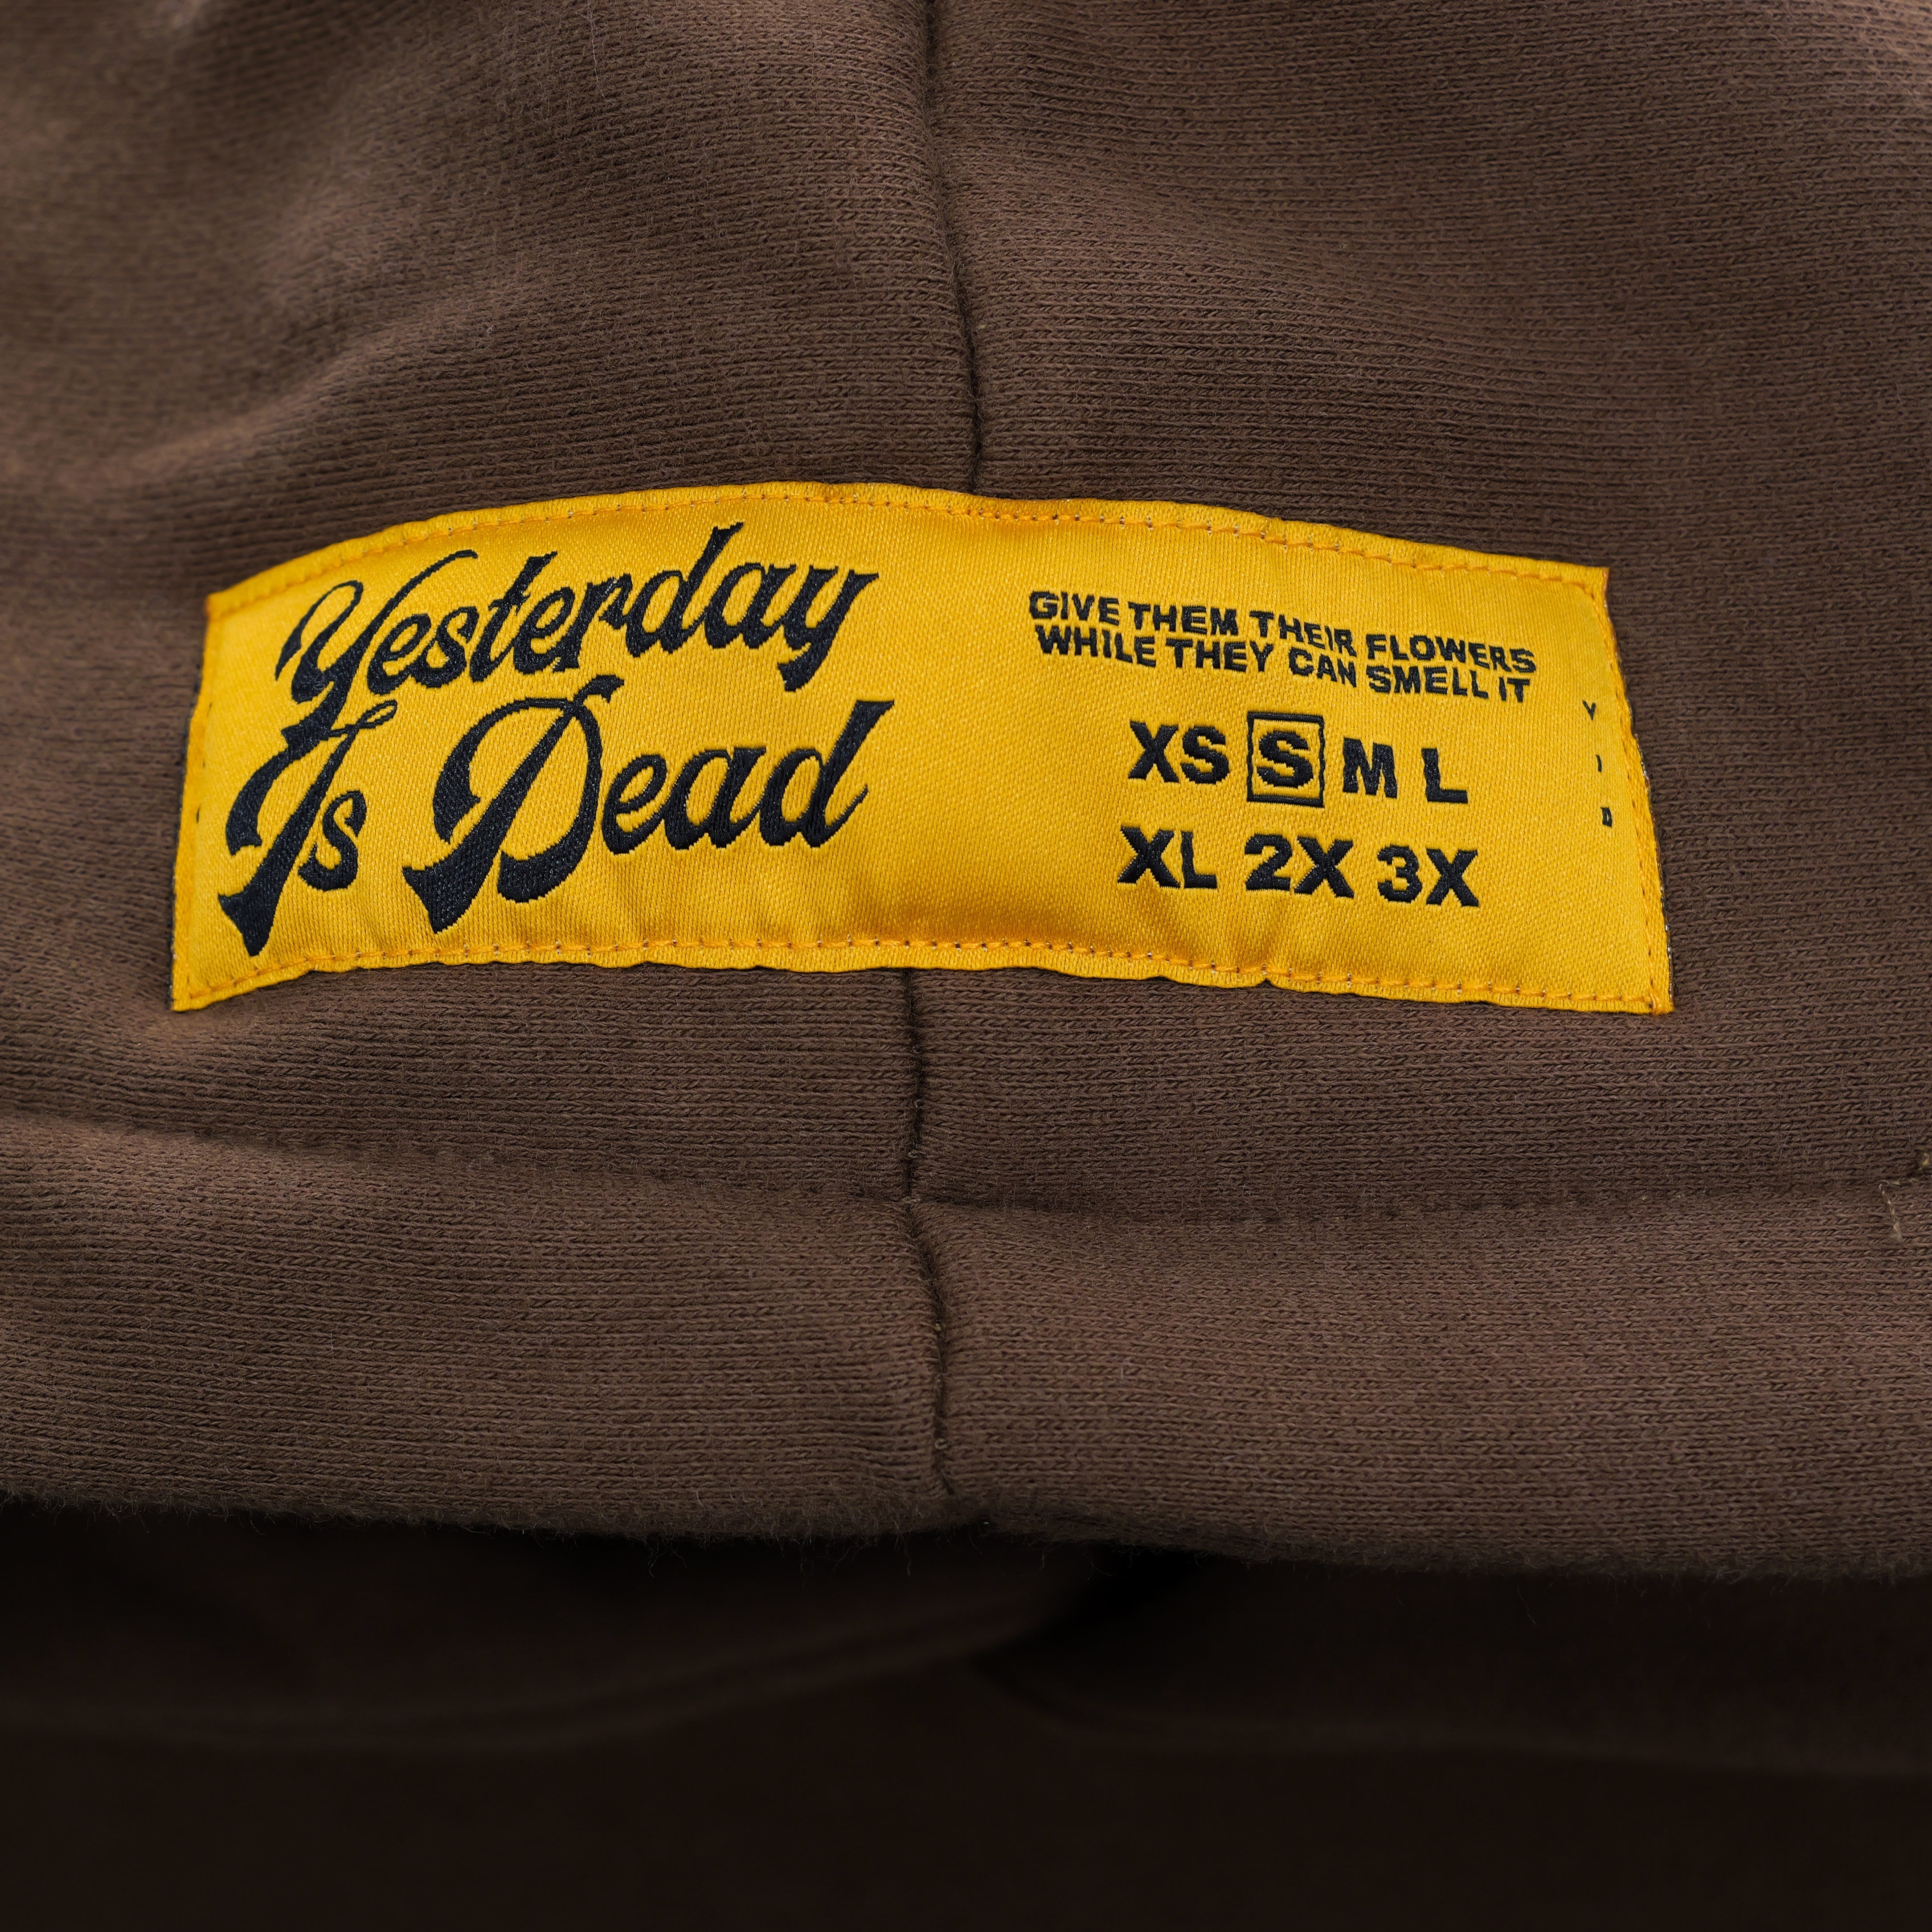 Yesterday
Is Dead
GIVE THEM THEIR FLOWERS
WHILE THEY CAN SMELL IT
XS S M L
XL 2X 3X
Y
I
D